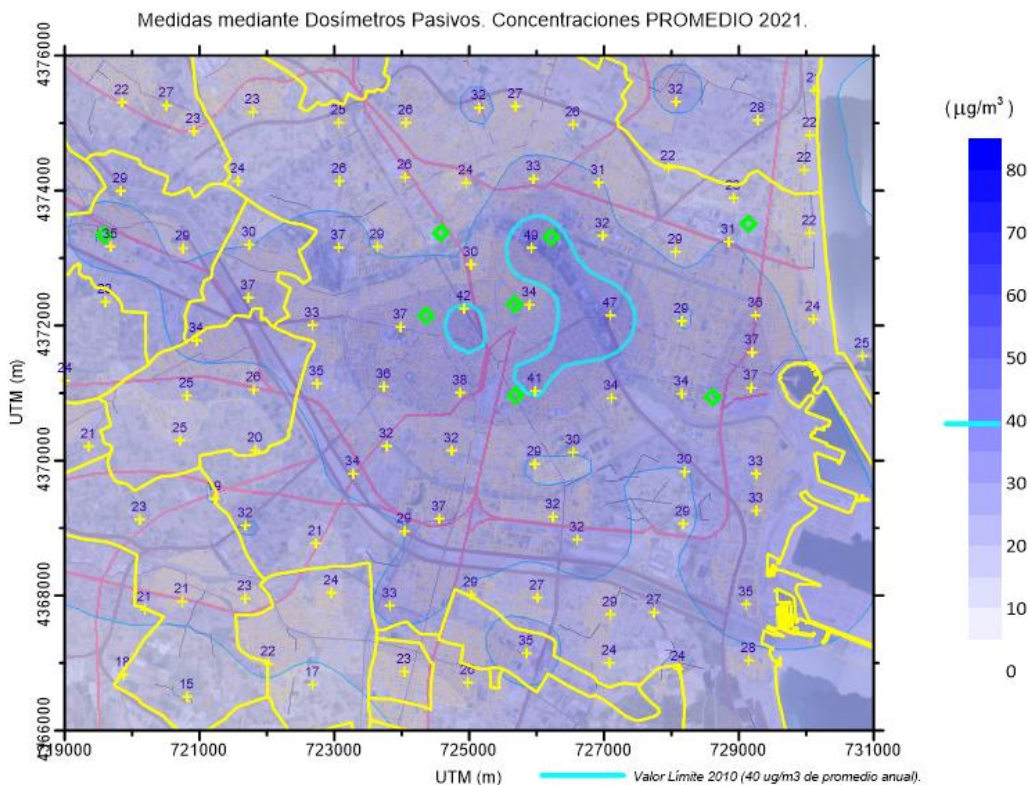 Medidas mediante Dosímetros Pasivos. Concentraciones PROMEDIO 2021.
4376000
4374000
4372000
4370000
4368000
4366000
UTM (m)
22 27 23 23 25 26 32 27 26 32 28 22
29 24 26 26 24 33 31 22 22
35 29 30 37 29 30 49 32 29 31 22
37 33 37 42 34 47 29 36 24
34 37 25
24 25 26 35 36 38 41 34 34 37
21 25 20 34 32 32 29 30 30 33
19 23 32 21 29 37 32 32 29 33
21 21 23 24 33 29 27 29 27 35
18 15 22 17 23 35 24 24 28
719000 721000 723000 725000 727000 729000 731000
UTM (m)
Valor Límite 2010 (40 ug/m3 de promedio anual).
(μg/m³)
80
70
60
50
40
30
20
10
0